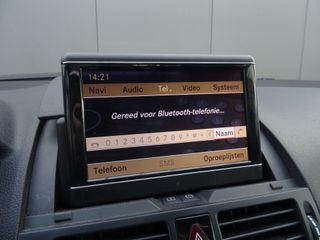 14:21
Navi Audio Tel. Video Systeem
Gereed voor Bluetooth-telefonie...
0 1 2 3 4 5 6 7 8 9 * # + Naam
Telefoon SMS Oproeplijsten